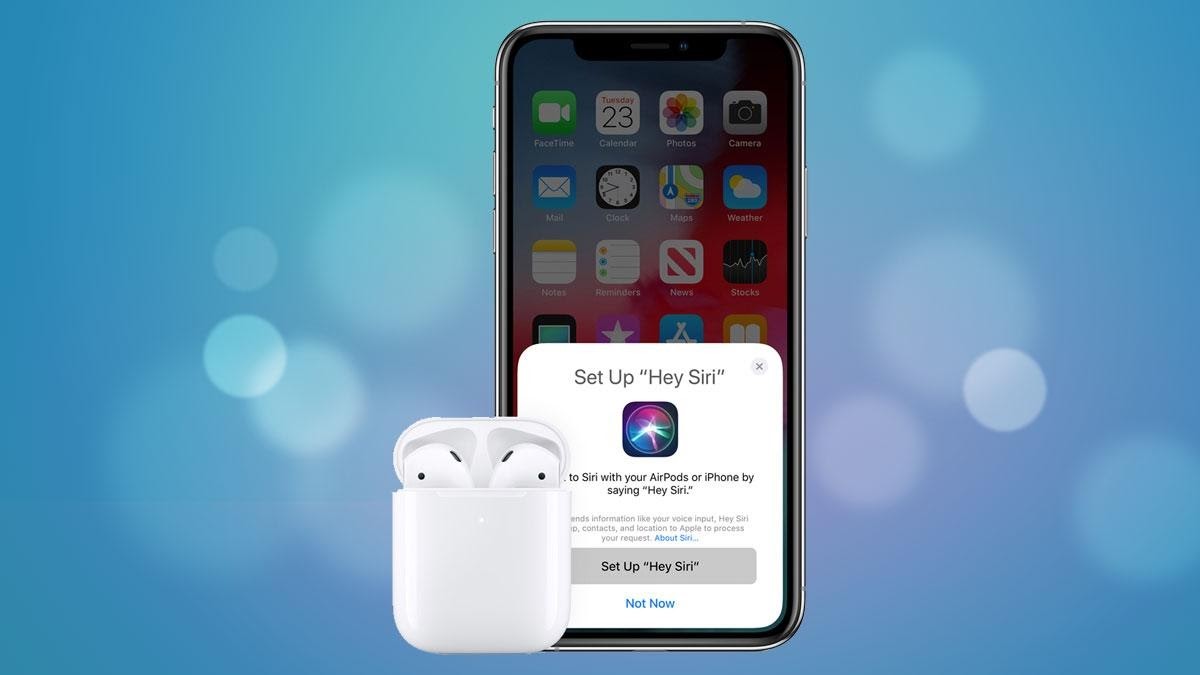 Tuesday
23
FaceTime
Calendar
Photos
Camera
Mail
Clock
Maps
Weather
280
Notes
Reminders
News
Stocks
Set Up “Hey Siri”
to Siri with your AirPods or iPhone by
saying “Hey Siri.”
information like your voice input, Hey Siri
contacts, and location to Apple to process
your request. About Siri...
Set Up “Hey Siri”
Not Now